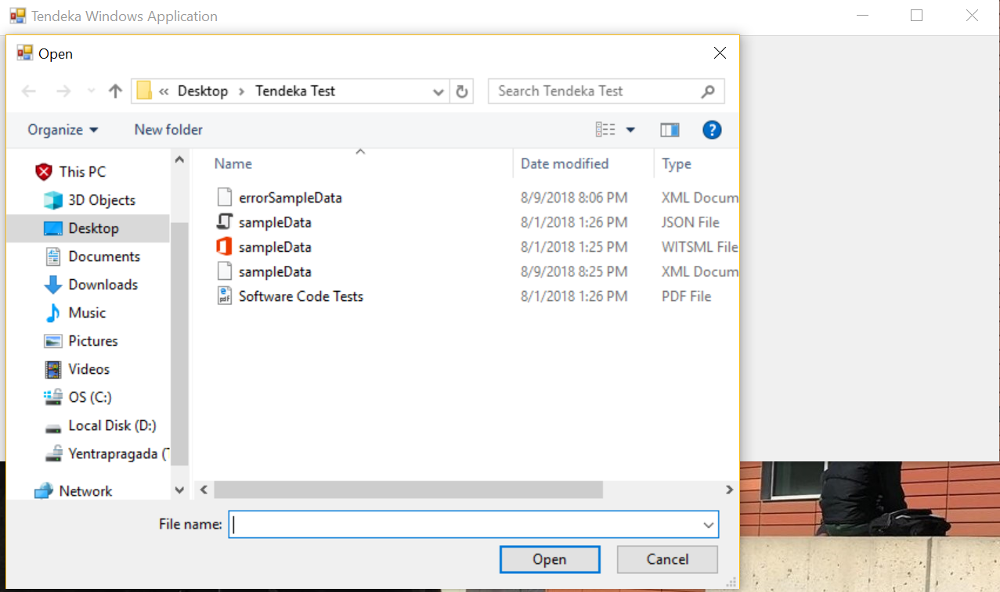 Tendeka Windows Application
Open
« Desktop > Tendeka Test
Search Tendeka Test
Organize
New folder
?
Name
Date modified
Type
This PC
3D Objects
Desktop
Documents
Downloads
Music
Pictures
Videos
OS (C:)
Local Disk (D:)
Yentrapragada (
Network
errorSampleData 8/9/2018 8:06 PM XML Docum
sampleData 8/1/2018 1:26 PM JSON File
sampleData 8/1/2018 1:25 PM WITSML File
sampleData 8/9/2018 8:25 PM XML Docum
Software Code Tests 8/1/2018 1:26 PM PDF File
File name:
Open
Cancel